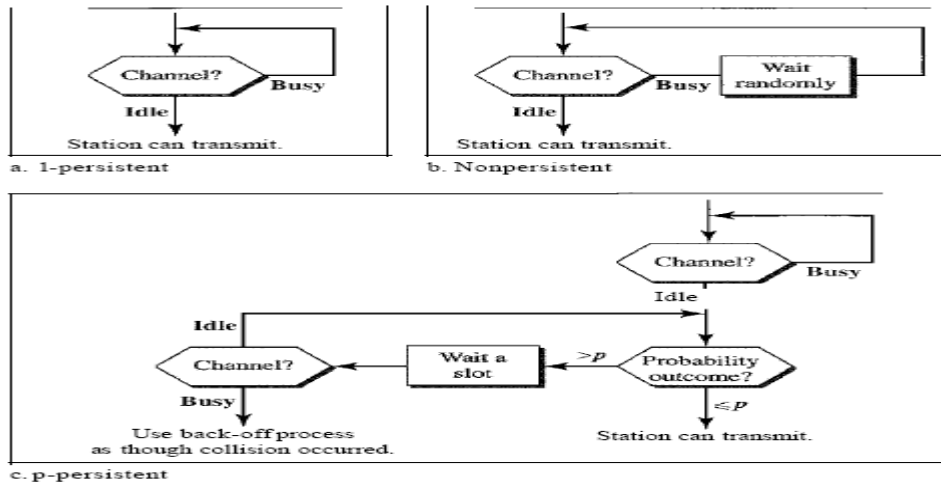 Channel?
Busy
Idle
Station can transmit.
a. 1-persistent
Channel?
Busy
Wait
randomly
Idle
Station can transmit.
b. Nonpersistent
Channel?
Busy
Idle
Idle
Channel?
Wait a
slot
>p
Probability
outcome?
Busy
≤p
Use back-off process
as though collision occurred.
Station can transmit.
c. p-persistent